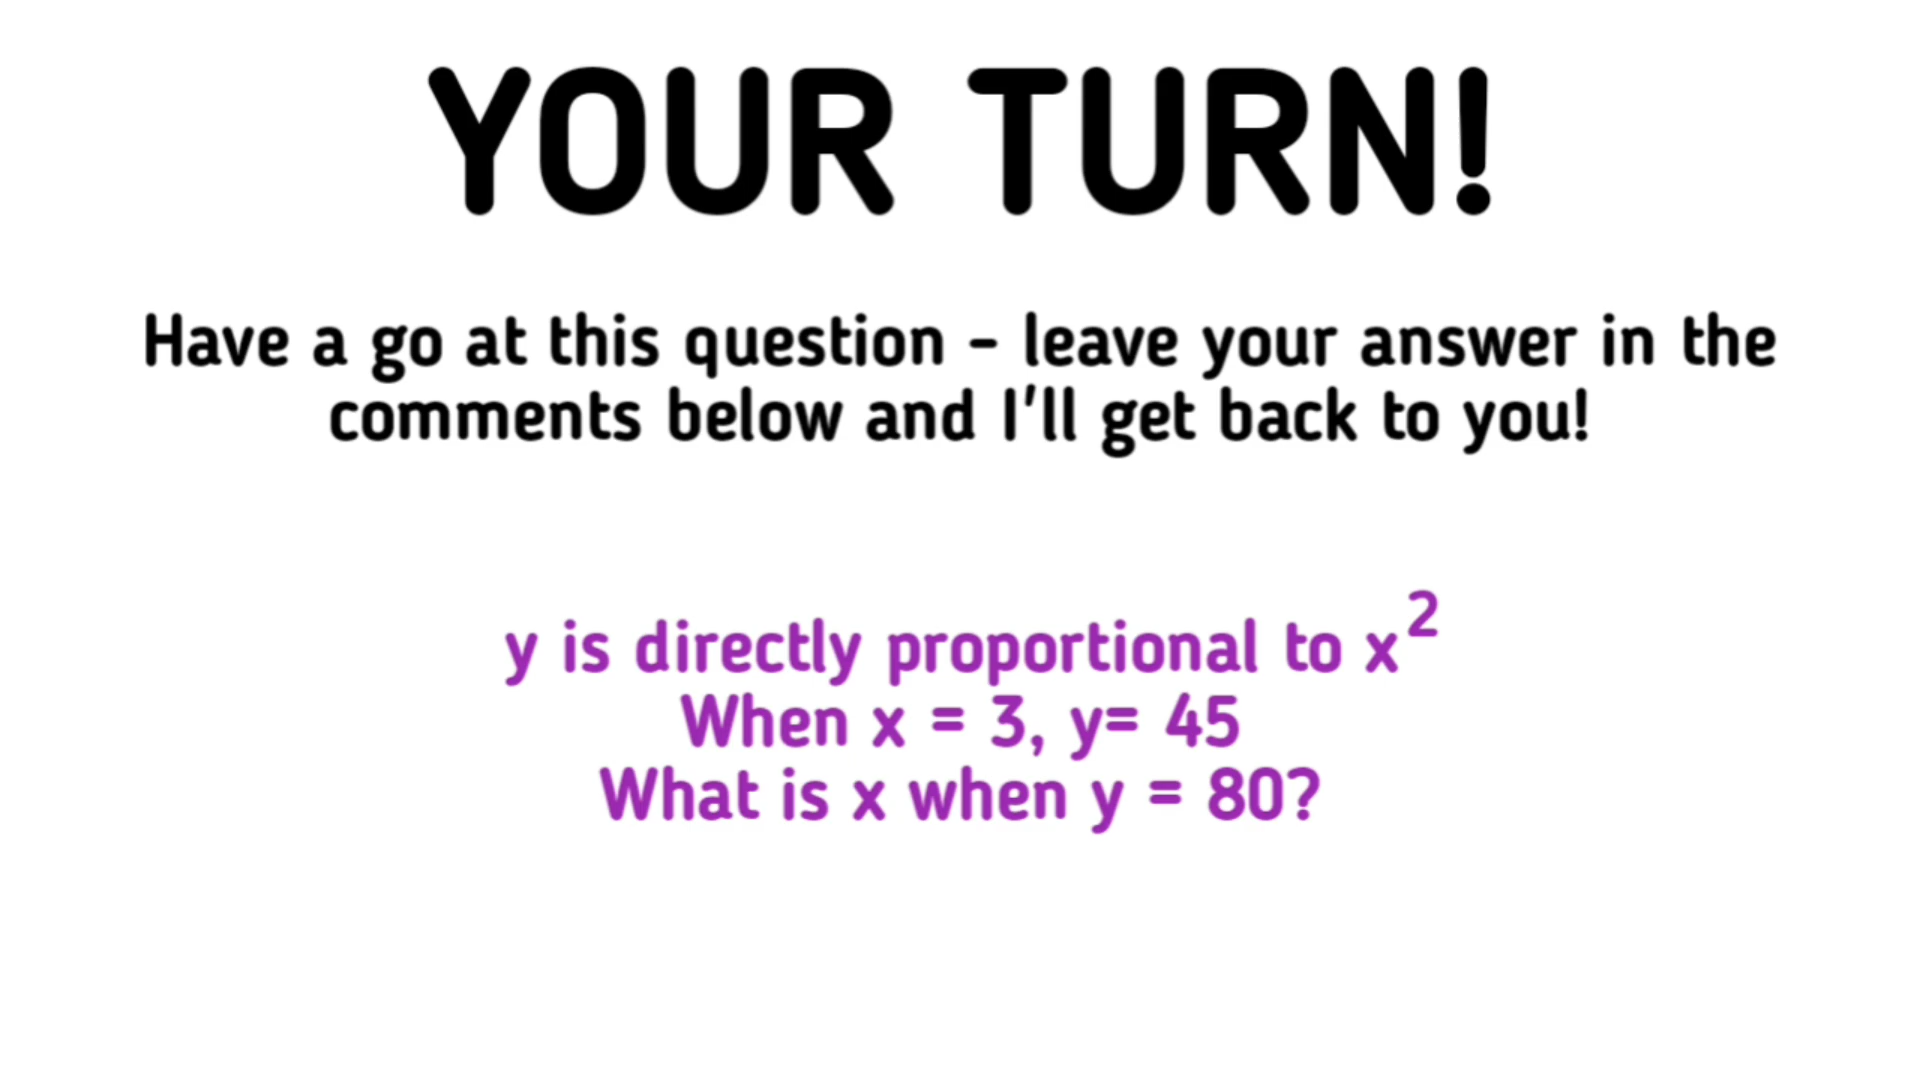 YOUR TURN!
Have a go at this question - leave your answer in the
comments below and I'll get back to you!
y is directly proportional to x²
When x = 3, y= 45
What is x when y = 80?